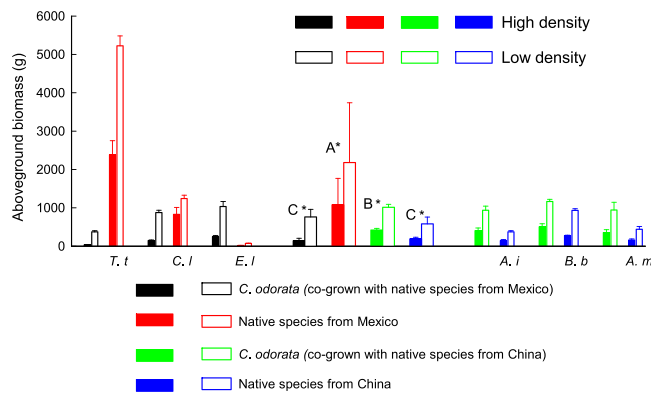 6000
5000
4000
3000
2000
1000
0
Aboveground biomass (g)
High density
Low density
C *
A*
B *
C *
T. t
C. l
E. l
A. i
B. b
A. m
C. odorata (co-grown with native species from Mexico)
Native species from Mexico
C. odorata (co-grown with native species from China)
Native species from China